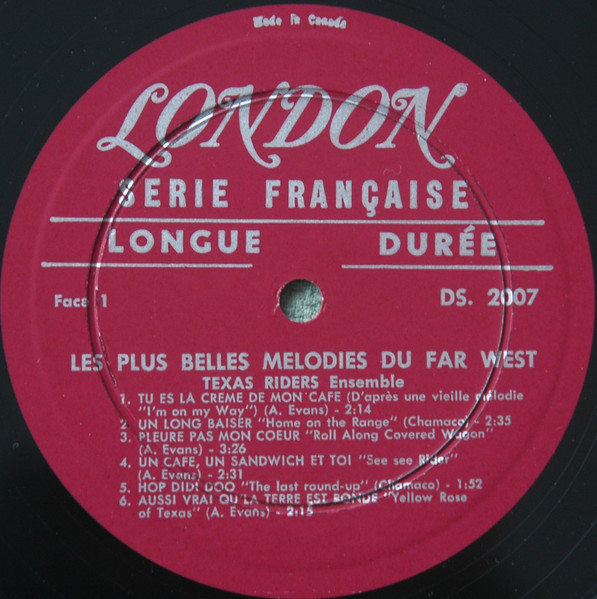 Made in Canada
LONDON
SERIE FRANÇAISE
LONGUE DURÉE
Face 1 DS. 2007
LES PLUS BELLES MELODIES DU FAR WEST
TEXAS RIDERS Ensemble
1. TU ES LA CREME DE MON CAFE (D'après une vieille mélodie
"I'm on my Way") (A. Evans) - 2:14
2. UN LONG BAISER "Home on the Range" (Chamaco) - 2:35
3. PLEURE PAS MON COEUR "Roll Along Covered Wagon"
(A. Evans) - 3:26
4. UN CAFE, UN SANDWICH ET TOI "See see Rider"
(A. Evans) - 2:31
5. HOP DIDI DOO "The last round-up" (Chamaco) - 1:52
6. AUSSI VRAI QU'LA TERRE EST RONDE "Yellow Rose
of Texas" (A. Evans) - 2:15